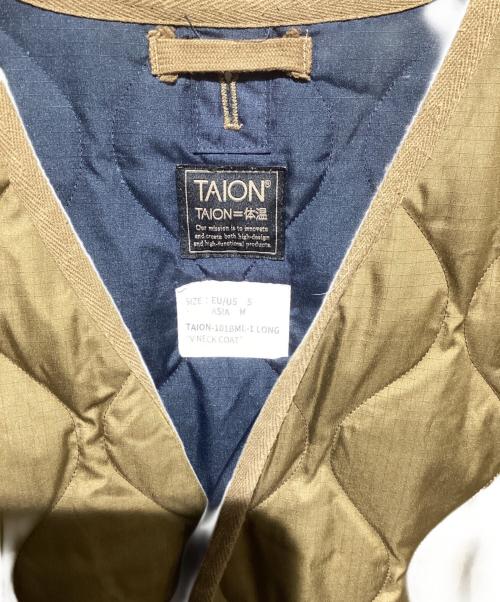 TAION®
TAION=体温
Our mission is to innovate
and create both high-design
and high-functional products.
SIZE : EU/US S
ASIA M
TAION-101BML-1 LONG
"V NECK COAT"